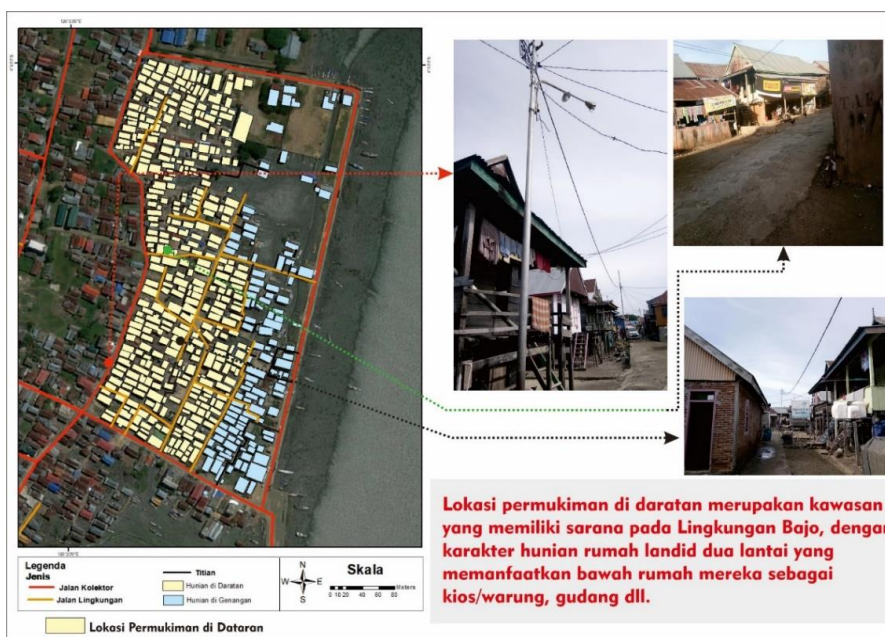 Legenda
Jenis
Jalan Kolektor
Jalan Lingkungan
Titian
Hunian di Daratan
Hunian di Genangan
N
W E
S
Skala
0 10 20 40 60 80
Meters
Lokasi Permukiman di Dataran
Lokasi permukiman di daratan merupakan kawasan
yang memiliki sarana pada Lingkungan Bajo, dengan
karakter hunian rumah landid dua lantai yang
memanfaatkan bawah rumah mereka sebagai
kios/warung, gudang dll.